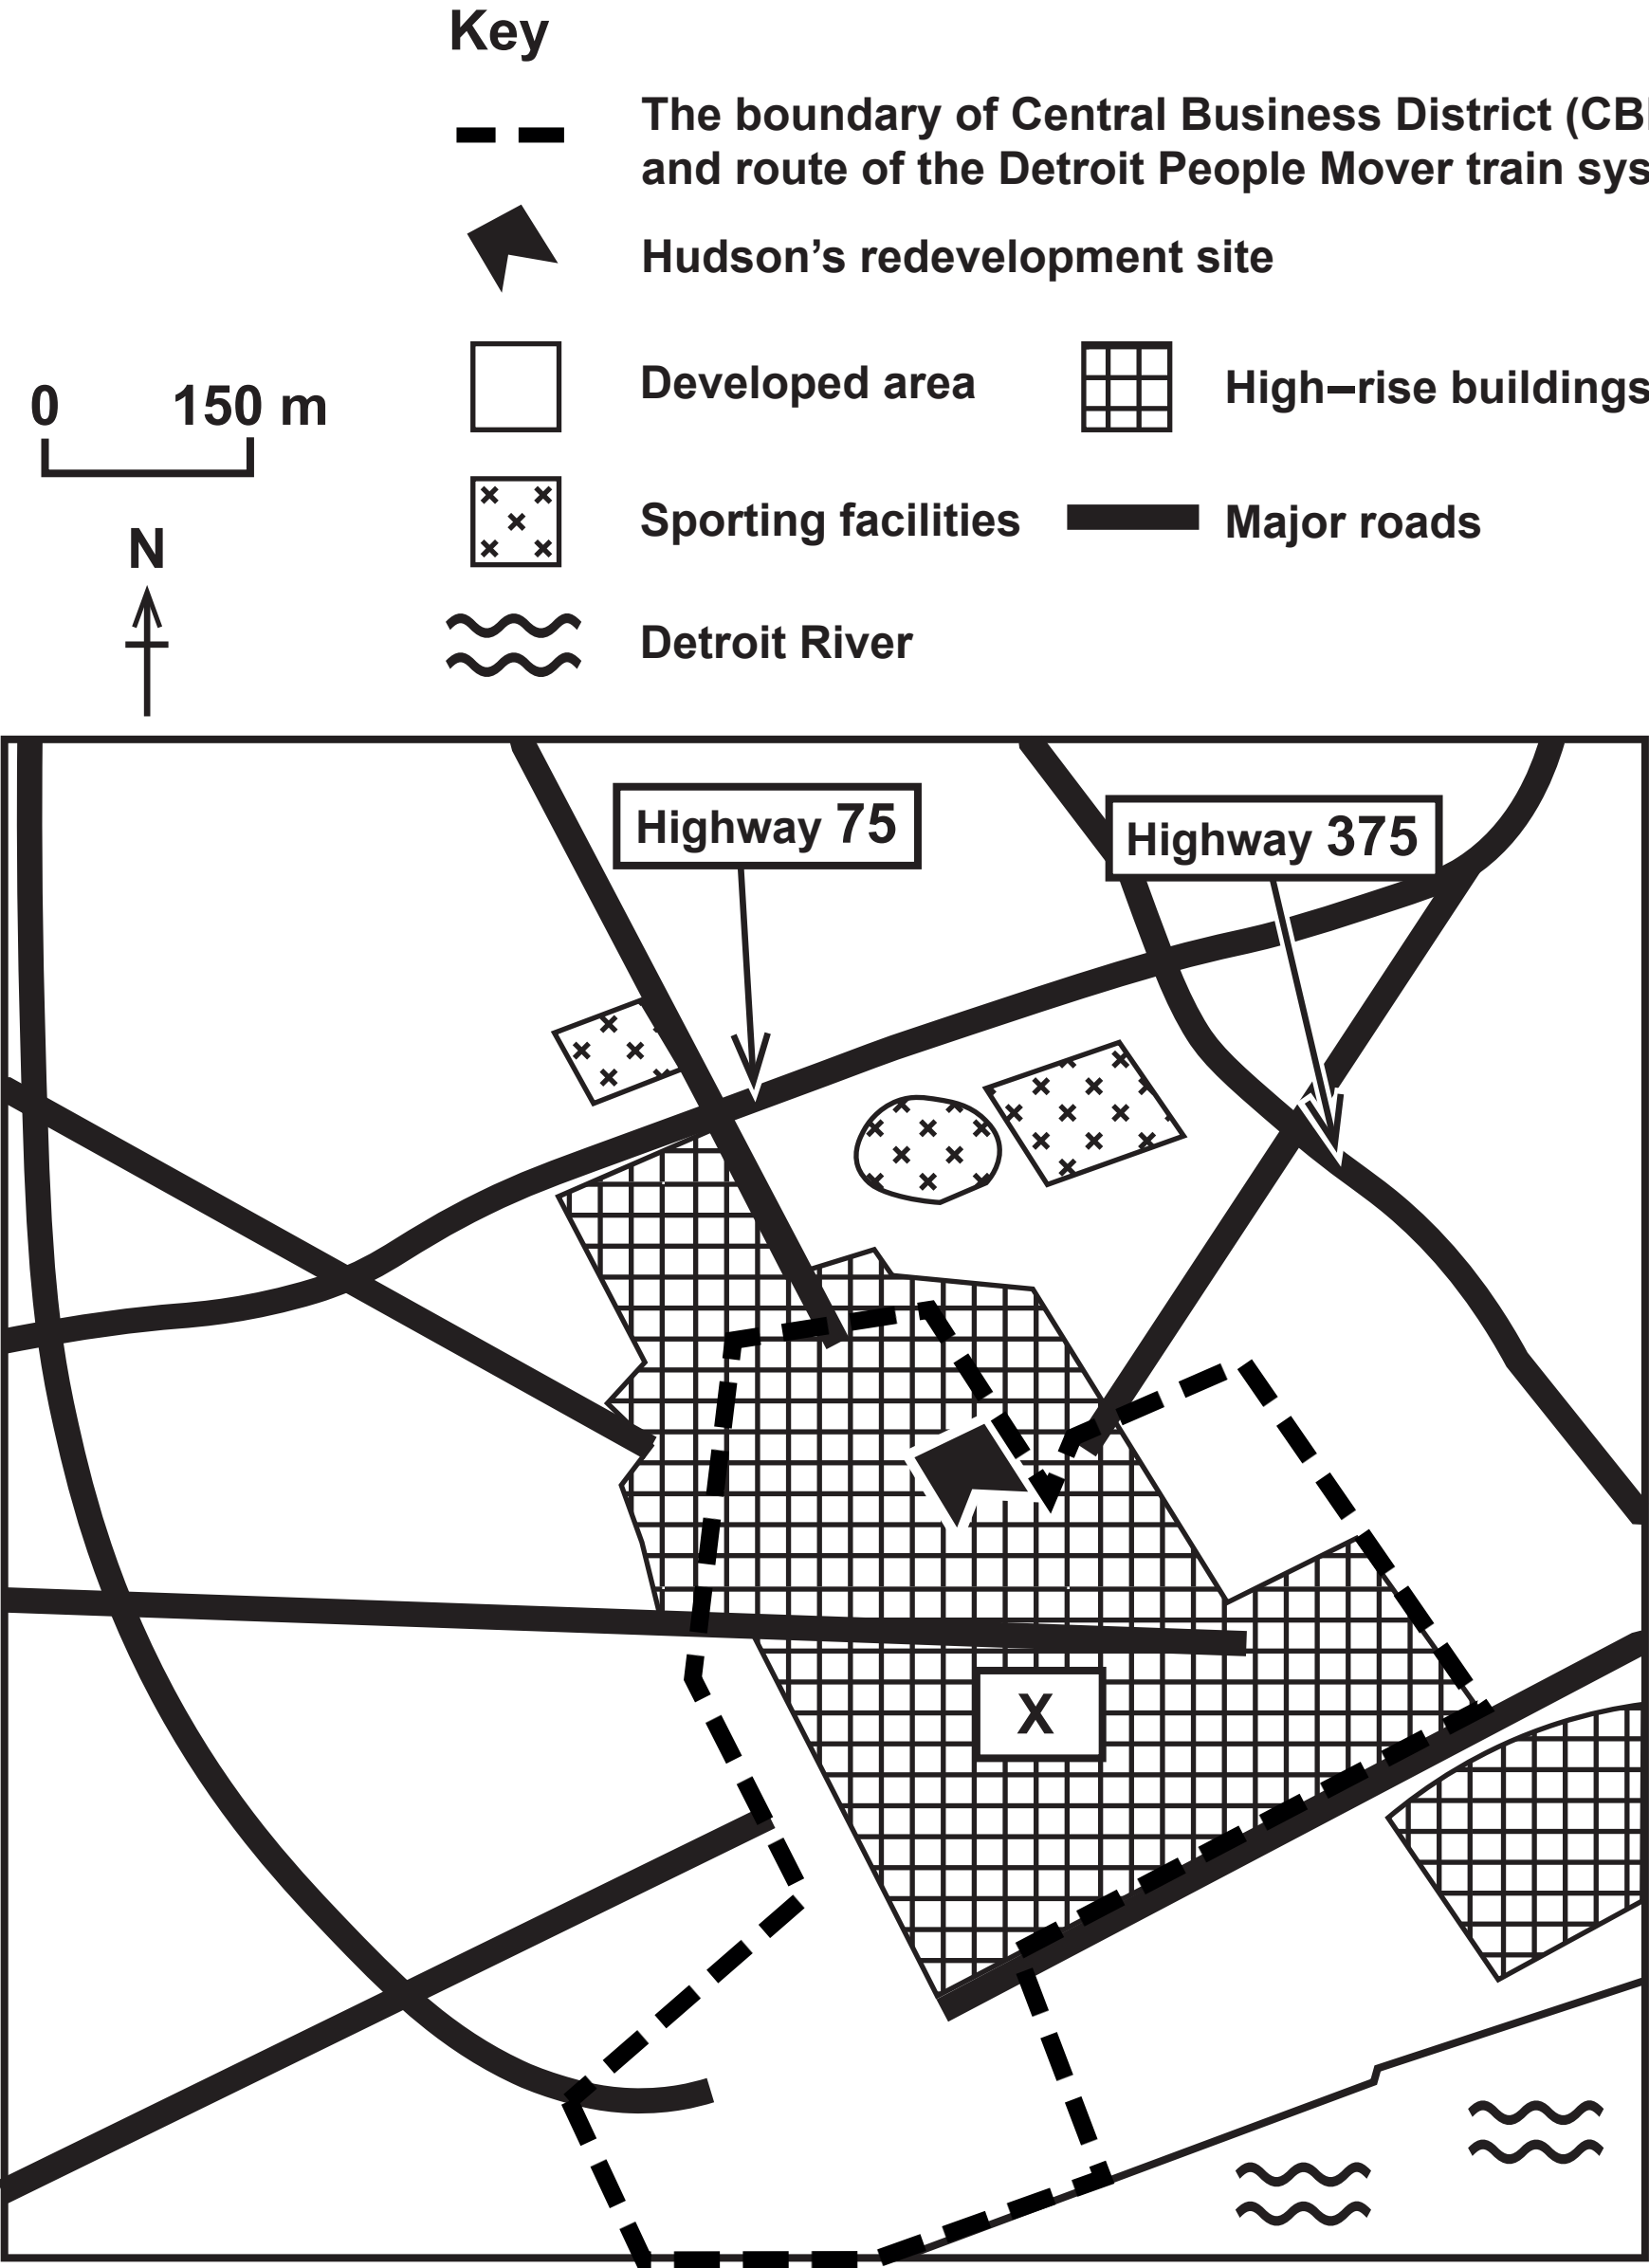 Key
The boundary of Central Business District (CB
and route of the Detroit People Mover train sys
Hudson’s redevelopment site
Developed area
High–rise buildings
0 150 m
Sporting facilities
Major roads
N
Detroit River
Highway 75
Highway 375
X